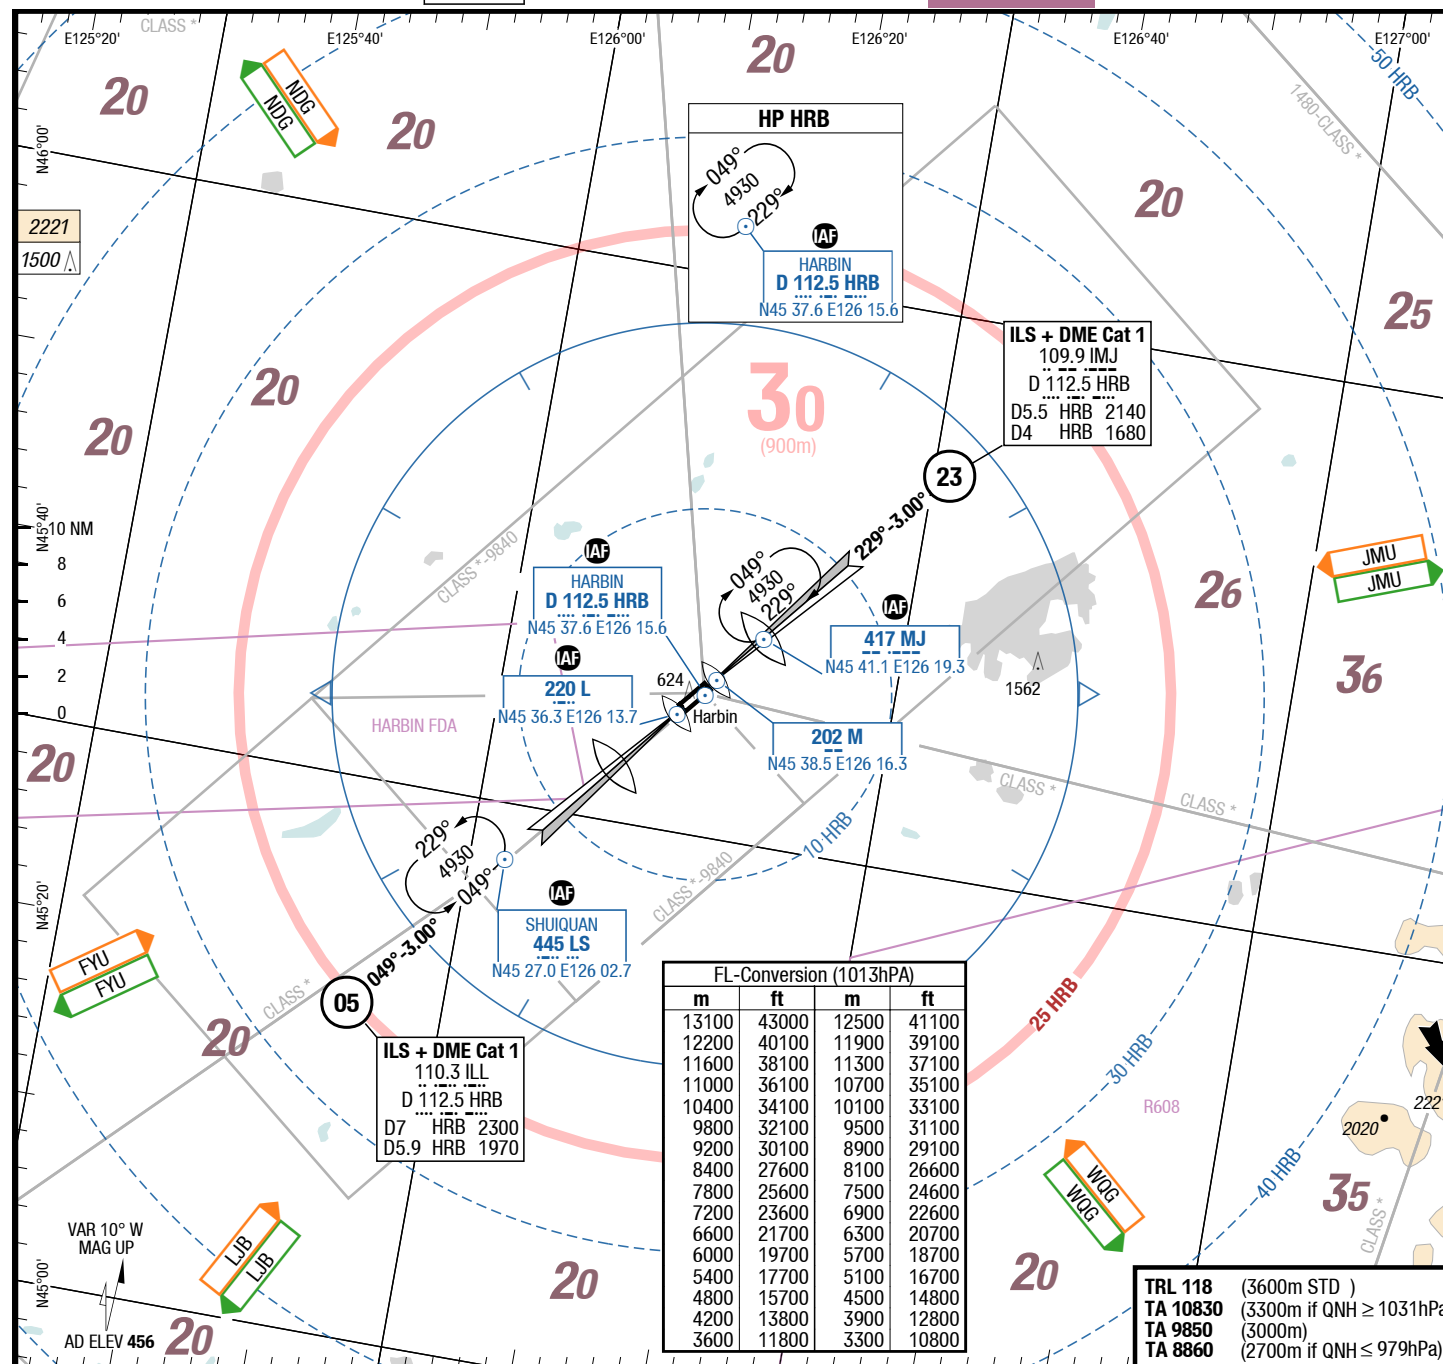 CLASS *
E125°20'
E125°40'
E126°00'
E126°20'
E126°40'
E127°00'
20
20
20
20
NDG
NDG
50 HRB
1480-CLASS *
N46°00'
HP HRB
049°
4930
229°
IAF
HARBIN
D 112.5 HRB
N45 37.6 E126 15.6
2221
1500
25
ILS + DME Cat 1
109.9 IMJ
D 112.5 HRB
D5.5 HRB 2140
D4 HRB 1680
20
20
30
(900m)
23
229°-3.00°
N45°40'
10 NM
8
6
4
2
0
CLASS *-9840
IAF
HARBIN
D 112.5 HRB
N45 37.6 E126 15.6
049°
4930
229°
IAF
417 MJ
N45 41.1 E126 19.3
JMU
JMU
26
36
IAF
220 L
N45 36.3 E126 13.7
624
Harbin
1562
HARBIN FDA
202 M
N45 38.5 E126 16.3
20
CLASS *
CLASS *
10 HRB
229°
4930
049°
CLASS *-9840
N45°20'
IAF
SHUIQUAN
445 LS
N45 27.0 E126 02.7
FYU
FYU
049°-3.00°
CLASS *
05
20
ILS + DME Cat 1
110.3 ILL
D 112.5 HRB
D7 HRB 2300
D5.9 HRB 1970
FL-Conversion (1013hPA)
m ft m ft
13100 43000 12500 41100
12200 40100 11900 39100
11600 38100 11300 37100
11000 36100 10700 35100
10400 34100 10100 33100
9800 32100 9500 31100
9200 30100 8900 29100
8400 27600 8100 26600
7800 25600 7500 24600
7200 23600 6900 22600
6600 21700 6300 20700
6000 19700 5700 18700
5400 17700 5100 16700
4800 15700 4500 14800
4200 13800 3900 12800
3600 11800 3300 10800
25 HRB
30 HRB
R608
40 HRB
2221
2020
35
CLASS *
WQG
WQG
20
20
VAR 10° W
MAG UP
LJB
LJB
N45°00'
AD ELEV 456
20
TRL 118 (3600m STD )
TA 10830 (3300m if QNH ≥ 1031hPa
TA 9850 (3000m)
TA 8860 (2700m if QNH ≤ 979hPa)